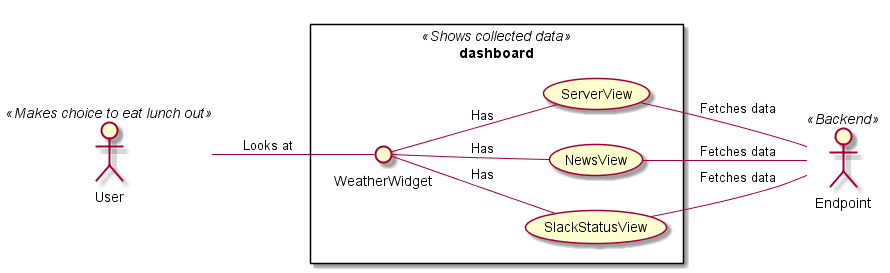 «Shows collected data»
dashboard
ServerView
Has
Fetches data
«Makes choice to eat lunch out»
«Backend»
Looks at
Has
NewsView
Fetches data
WeatherWidget
Has
Fetches data
User
Endpoint
SlackStatusView